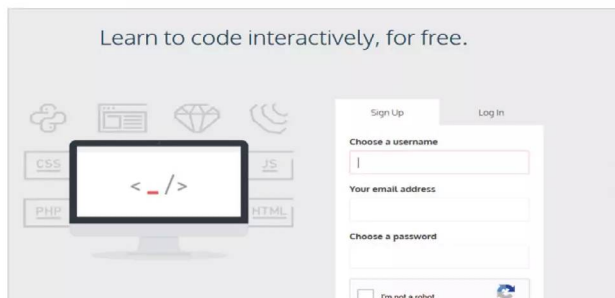 Learn to code interactively, for free.
Sign Up Log In
Choose a username
CSS JS
< _ />
Your email address
PHP HTML
Choose a password
I'm not a robot